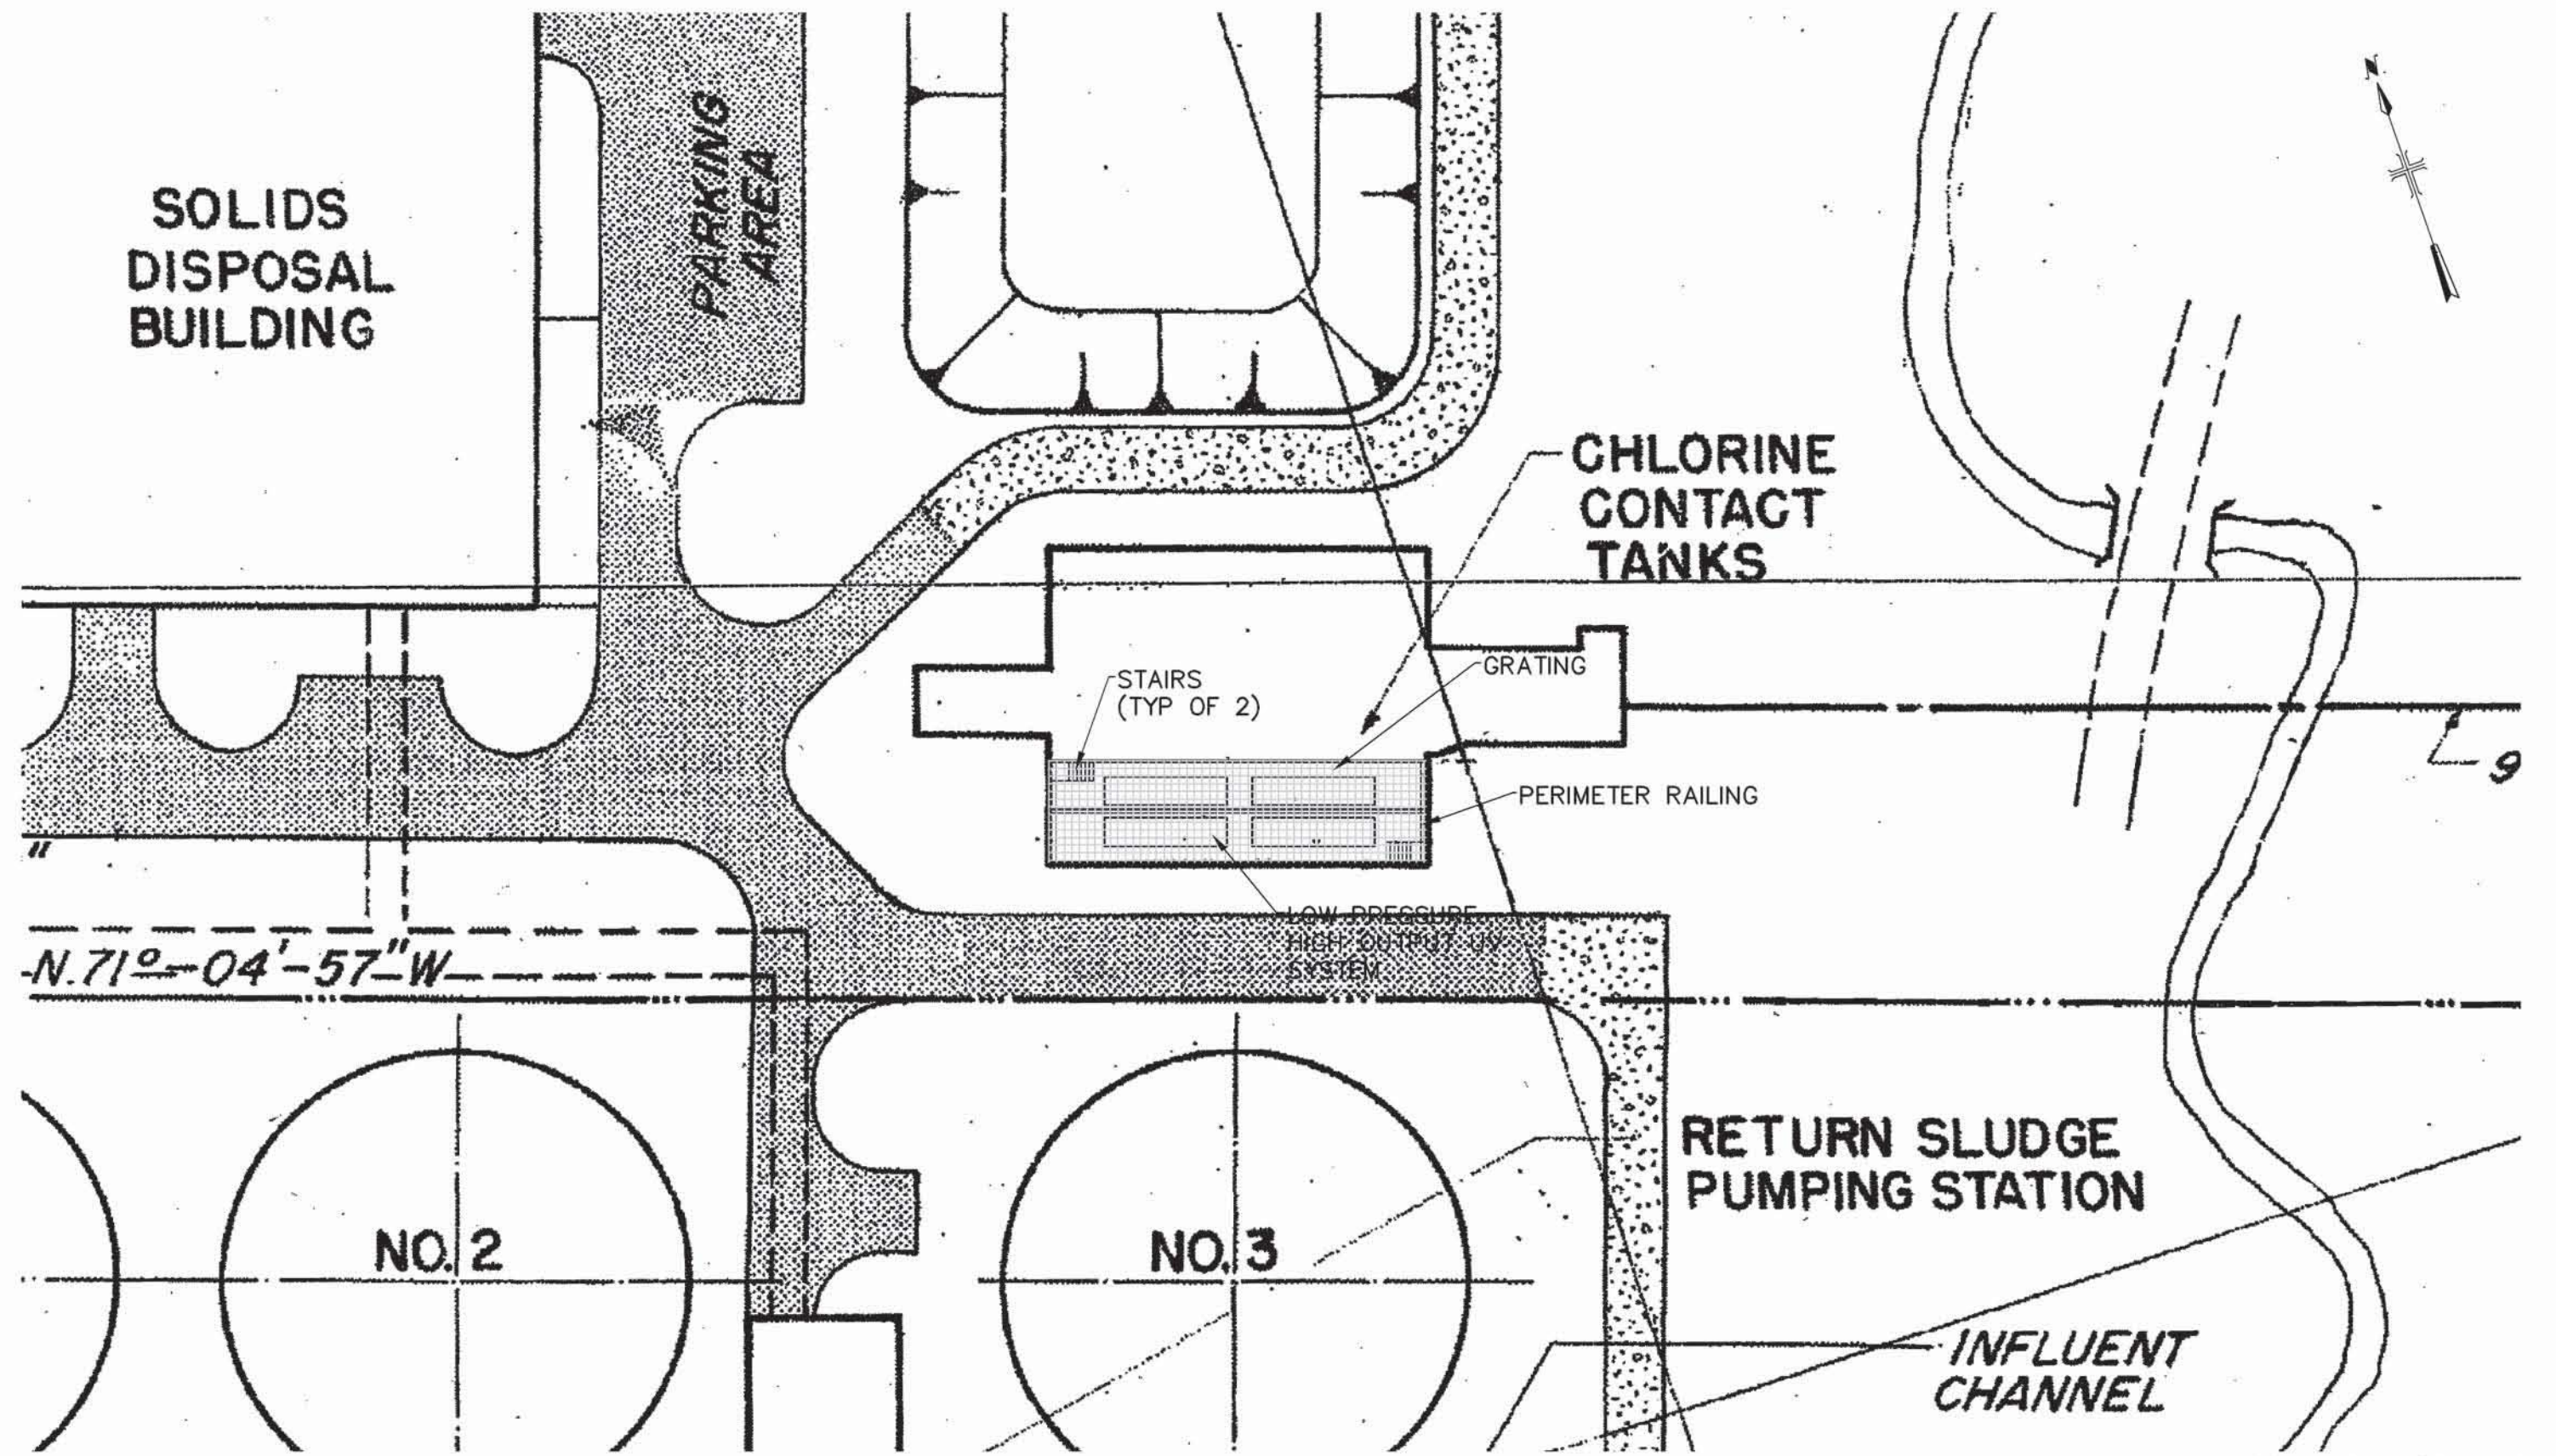 N
PARKING
AREA
SOLIDS
DISPOSAL
BUILDING
CHLORINE
CONTACT
TANKS
GRATING
STAIRS
(TYP OF 2)
PERIMETER RAILING
9
"
LOW PRESSURE
HIGH OUTPUT UV
SYSTEM
N.71°-04'-57"W
RETURN SLUDGE
PUMPING STATION
NO. 2
NO. 3
INFLUENT
CHANNEL